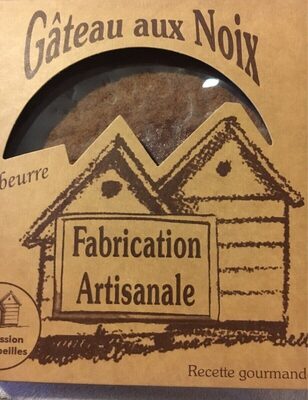 Gâteau aux Noix
beurre
Fabrication
Artisanale
ssion
beilles
Recette gourmand